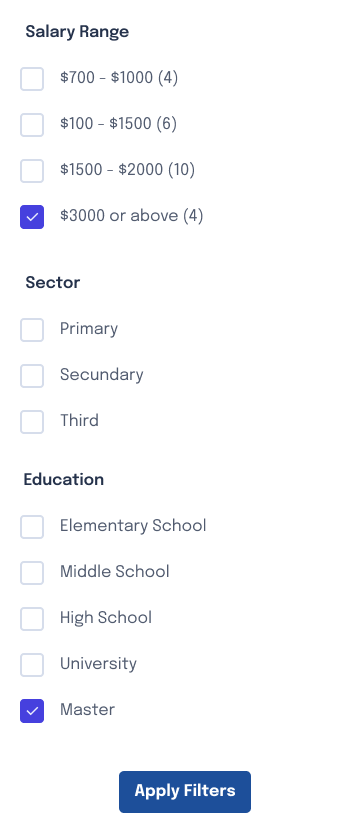 Salary Range
$700 - $1000 (4)
$100 - $1500 (6)
$1500 - $2000 (10)
$3000 or above (4)
Sector
Primary
Secundary
Third
Education
Elementary School
Middle School
High School
University
Master
Apply Filters